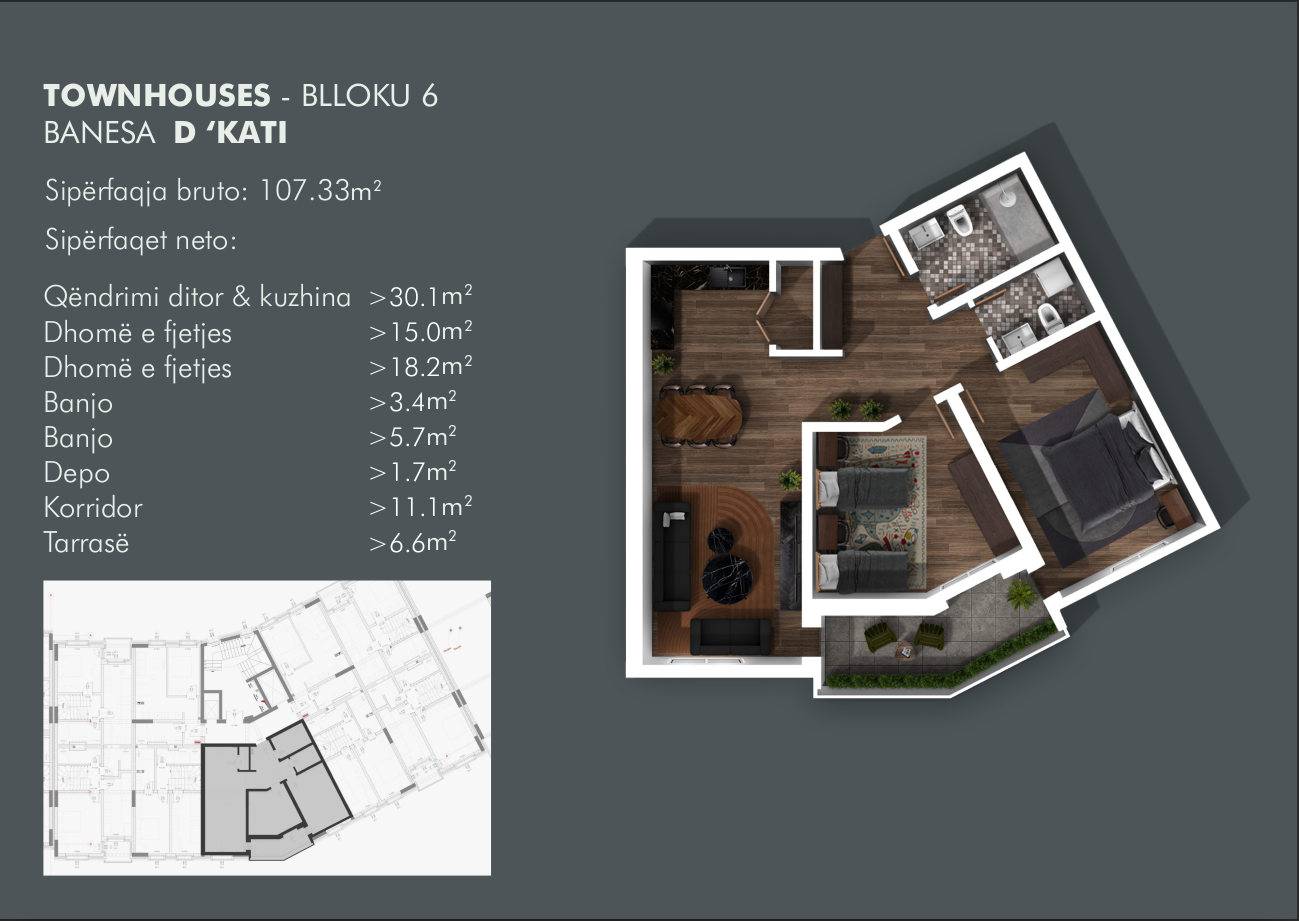 TOWNHOUSES - BLLOKU 6
BANESA D ‘KATI
Sipërfaqja bruto: 107.33m²
Sipërfaqet neto:
Qëndrimi ditor & kuzhina >30.1m²
Dhomë e fjetjes >15.0m²
Dhomë e fjetjes >18.2m²
Banjo >3.4m²
Banjo >5.7m²
Depo >1.7m²
Korridor >11.1m²
Tarrasë >6.6m²